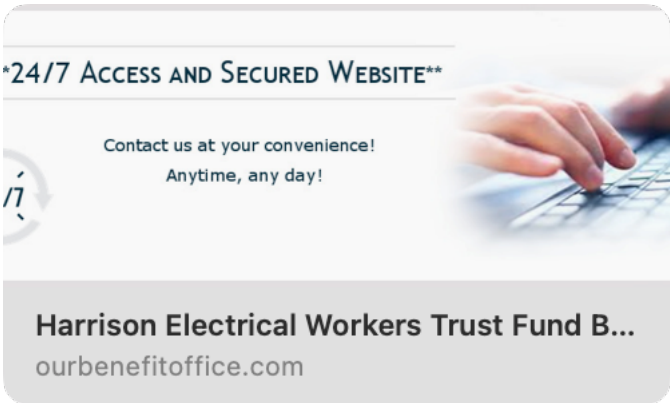 *24/7 Access and Secured Website**
Contact us at your convenience!
Anytime, any day!
/7
Harrison Electrical Workers Trust Fund B...
ourbenefitoffice.com